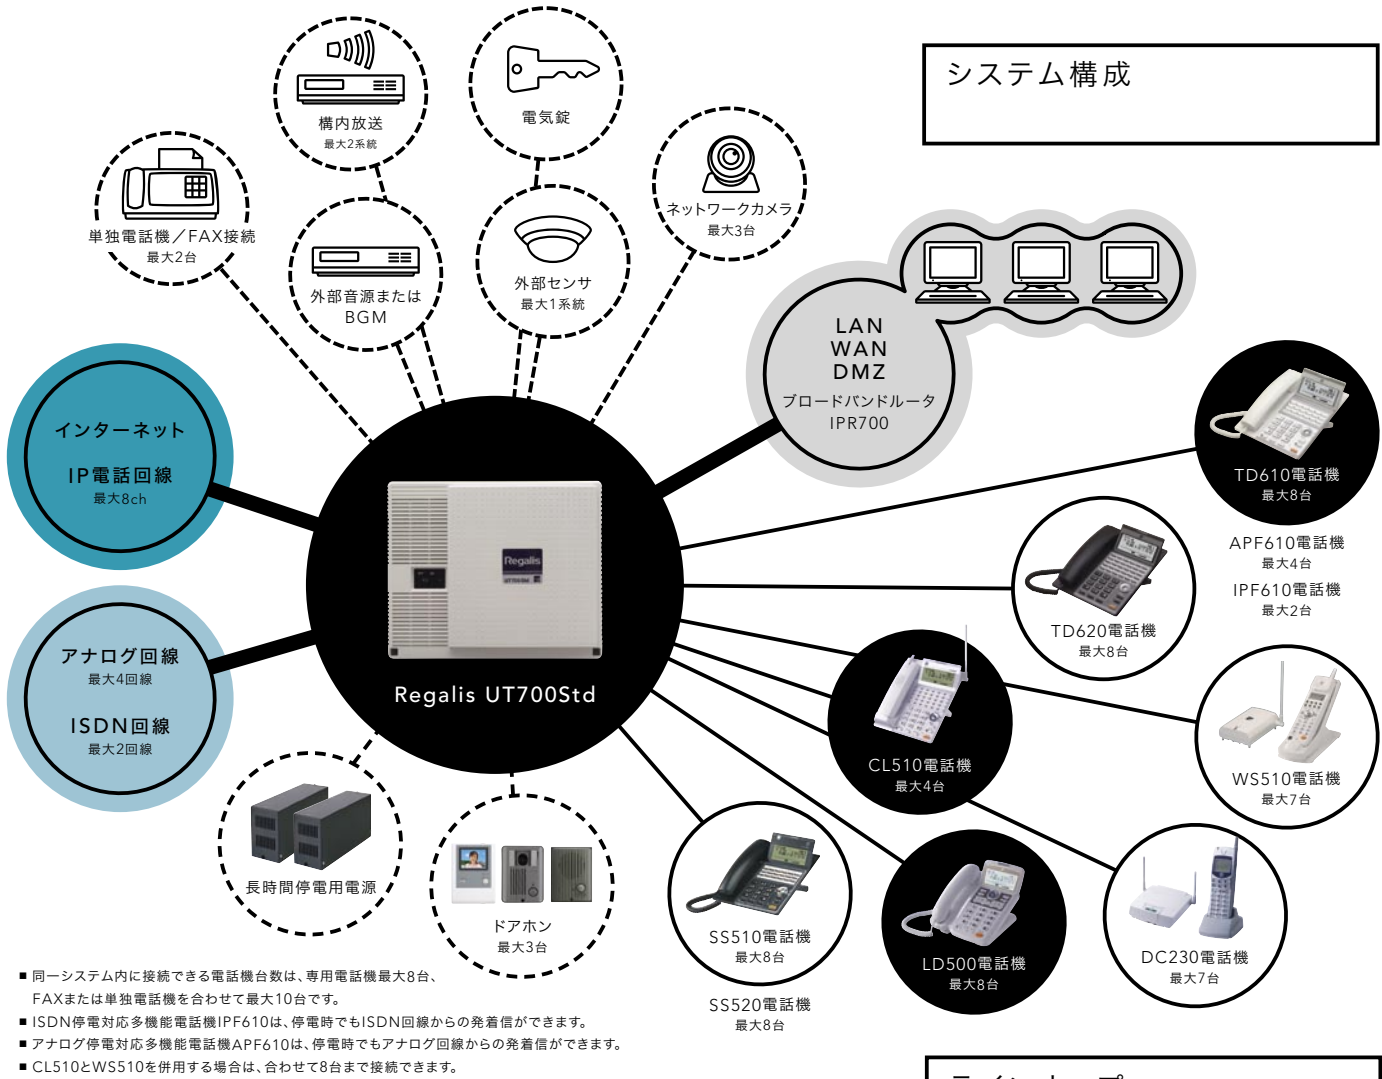 システム構成
構内放送
最大2系統
電気錠
単独電話機／FAX接続
最大2台
外部音源または
BGM
外部センサ
最大1系統
ネットワークカメラ
最大3台
LAN
WAN
DMZ
ブロードバンドルータ
IPR700
インターネット
IP電話回線
最大8ch
アナログ回線
最大4回線
ISDN回線
最大2回線
Regalis
UT700Std
Regalis UT700Std
TD610電話機
最大8台
APF610電話機
最大4台
IPF610電話機
最大2台
TD620電話機
最大8台
CL510電話機
最大4台
WS510電話機
最大7台
長時間停電用電源
ドアホン
最大3台
SS510電話機
最大8台
SS520電話機
最大8台
LD500電話機
最大8台
DC230電話機
最大7台
■ 同一システム内に接続できる電話機台数は、専用電話機最大8台、
FAXまたは単独電話機を合わせて最大10台です。
■ ISDN停電対応多機能電話機IPF610は、停電時でもISDN回線からの発着信ができます。
■ アナログ停電対応多機能電話機APF610は、停電時でもアナログ回線からの発着信ができます。
■ CL510とWS510を併用する場合は、合わせて8台まで接続できます。